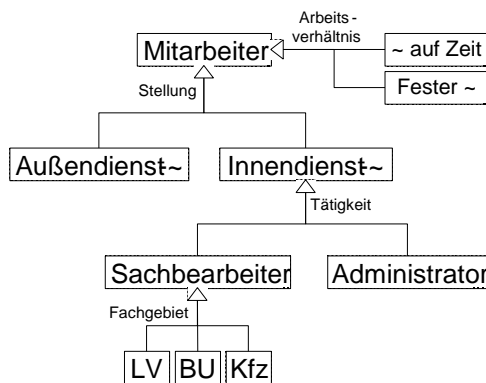 Arbeits-
verhältnis
Mitarbeiter
~ auf Zeit
Fester ~
Stellung
Außendienst~
Innendienst~
Tätigkeit
Sachbearbeiter
Administrator
Fachgebiet
LV
BU
Kfz